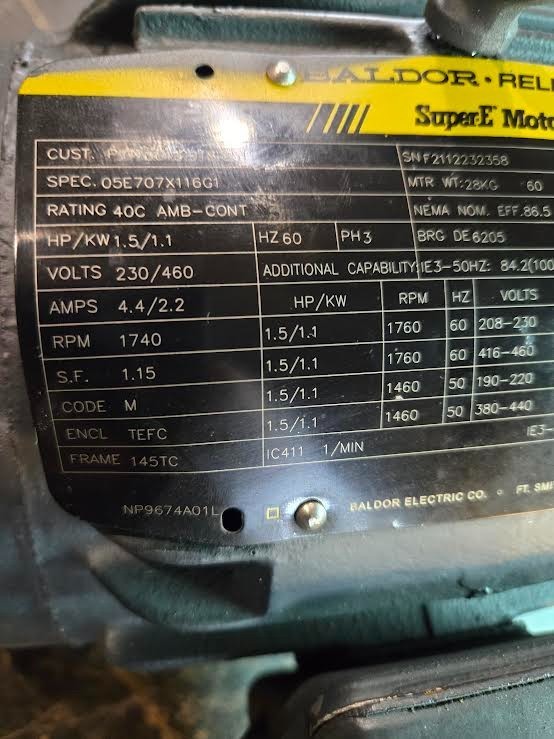 BALDOR · REL
SuperE Moto
CUST.
SN F2112232358
SPEC. 05E707X116G1
MTR WT:28KG 60
RATING 40C AMB-CONT
NEMA NOM. EFF. 86.5
HP/KW 1.5/1.1 HZ 60 PH 3
BRG DE 6205
VOLTS 230/460
ADDITIONAL CAPABILITY:IE3-50HZ: 84.2(100
AMPS 4.4/2.2
HP/KW RPM HZ VOLTS
RPM 1740
1.5/1.1 1760 60 208-230
S.F. 1.15
1.5/1.1 1760 60 416-460
CODE M
1.5/1.1 1460 50 190-220
ENCL TEFC
1.5/1.1 1460 50 380-440
FRAME 145TC
IC411 1/MIN IE3-
NP9674A01L
BALDOR ELECTRIC CO. • FT. SMI